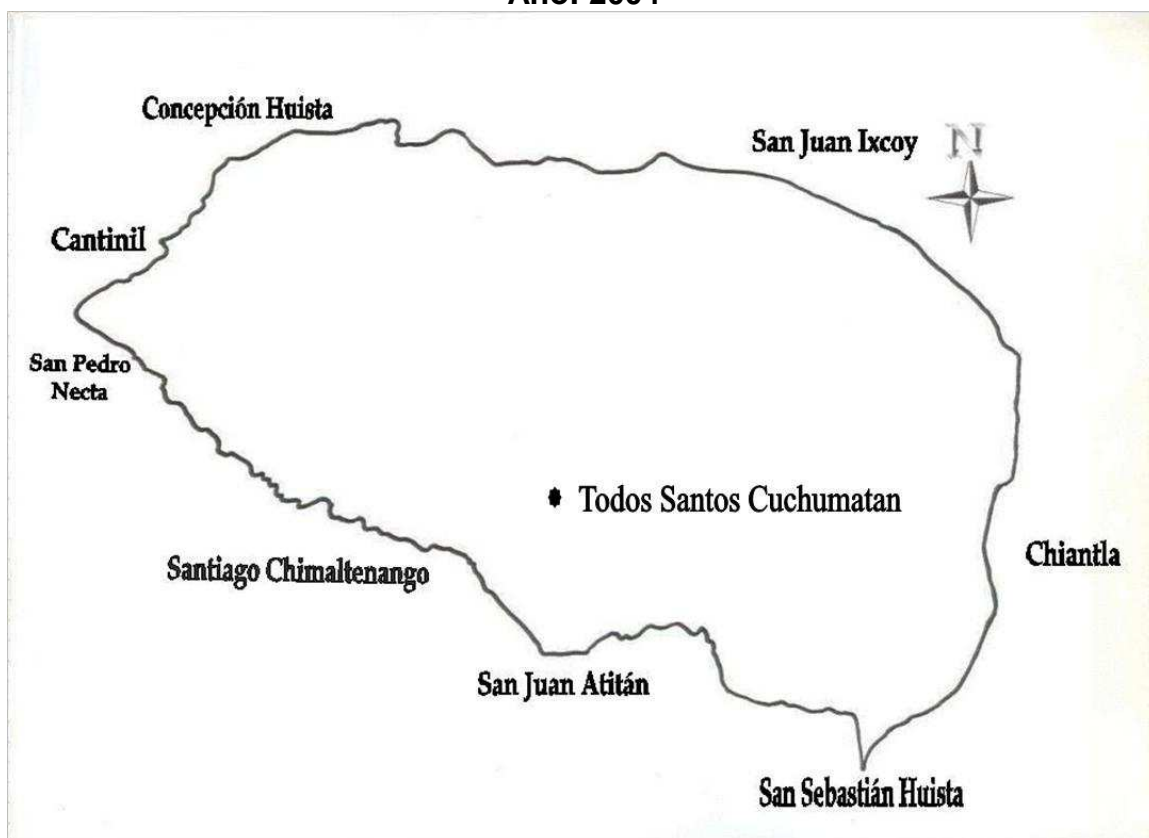 Concepción Huista
San Juan Ixcoy
N
Cantinil
San Pedro
Necta
Todos Santos Cuchumatan
Chiantla
Santiago Chimaltenango
San Juan Atitán
San Sebastián Huista